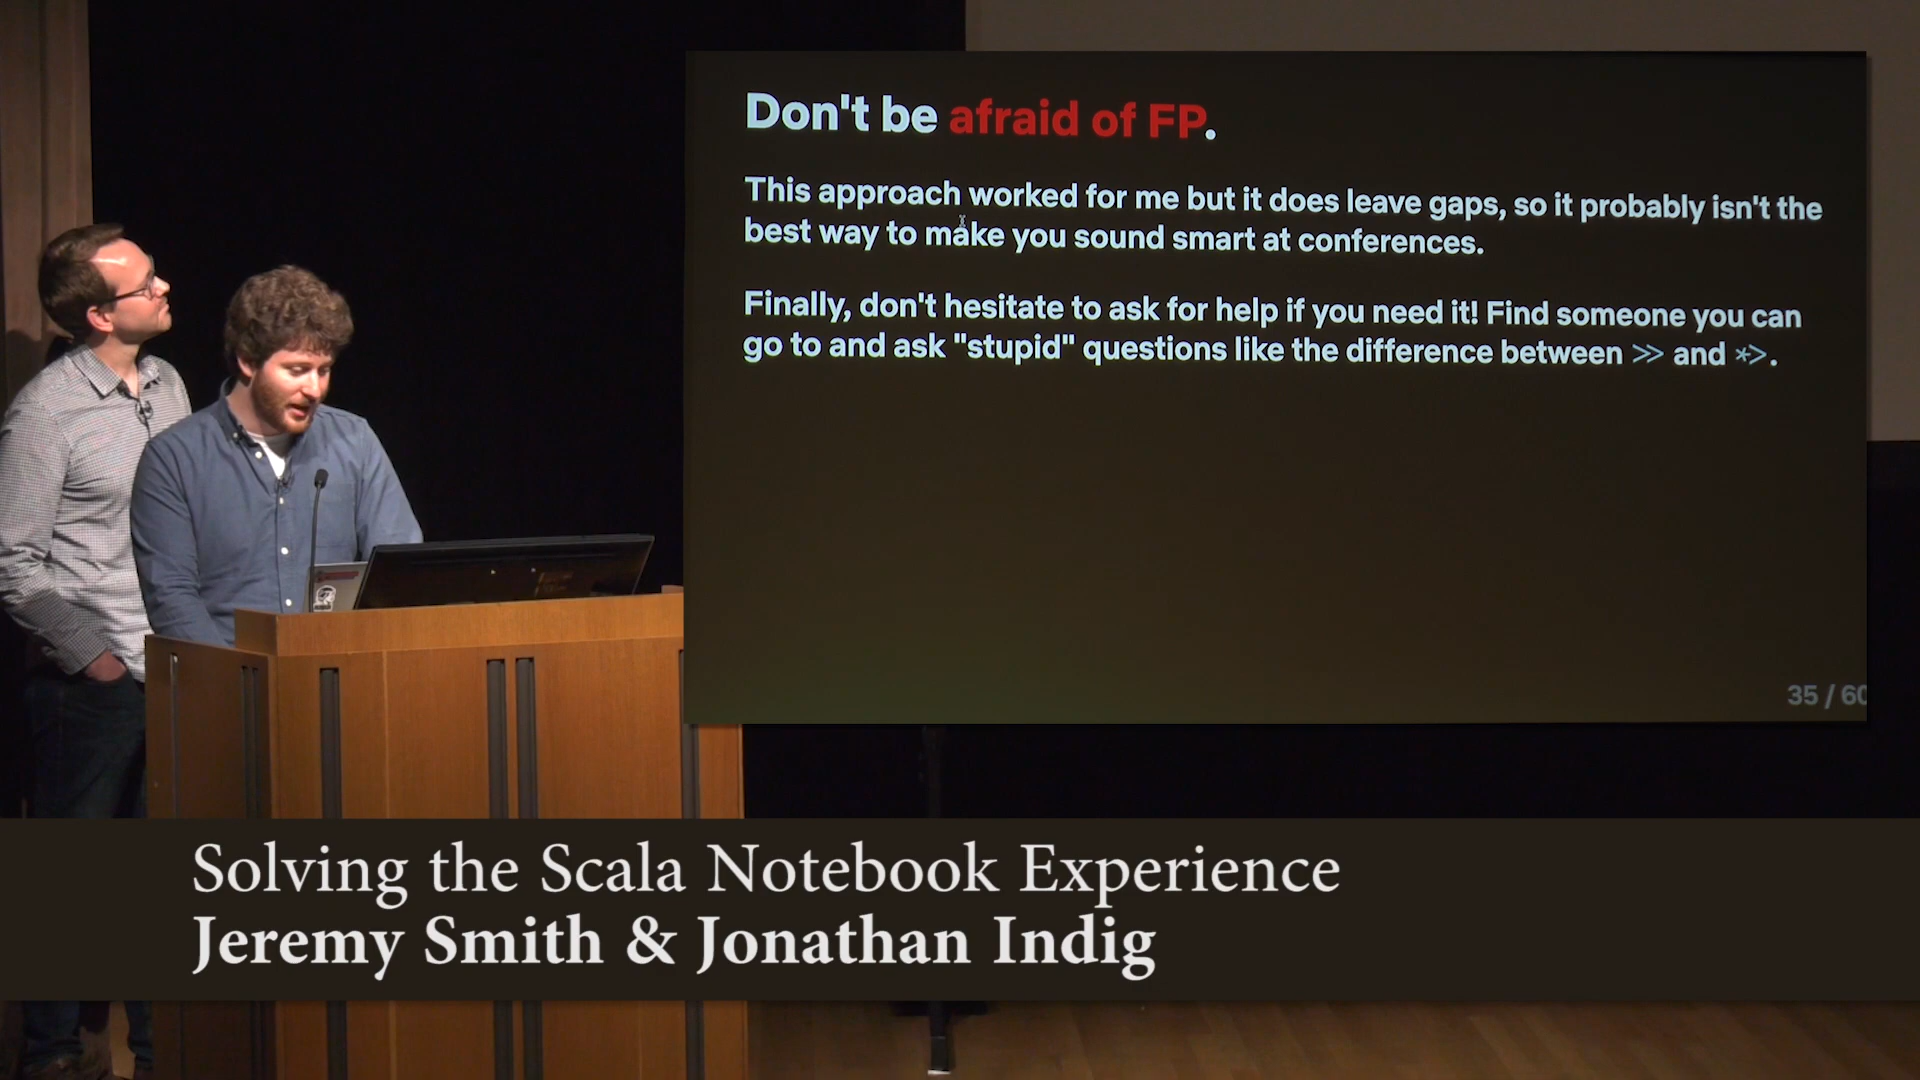 Don't be afraid of FP.
This approach worked for me but it does leave gaps, so it probably isn't the
best way to make you sound smart at conferences.
Finally, don't hesitate to ask for help if you need it! Find someone you can
go to and ask "stupid" questions like the difference between >> and *>.
35 / 60
Solving the Scala Notebook Experience
Jeremy Smith & Jonathan Indig